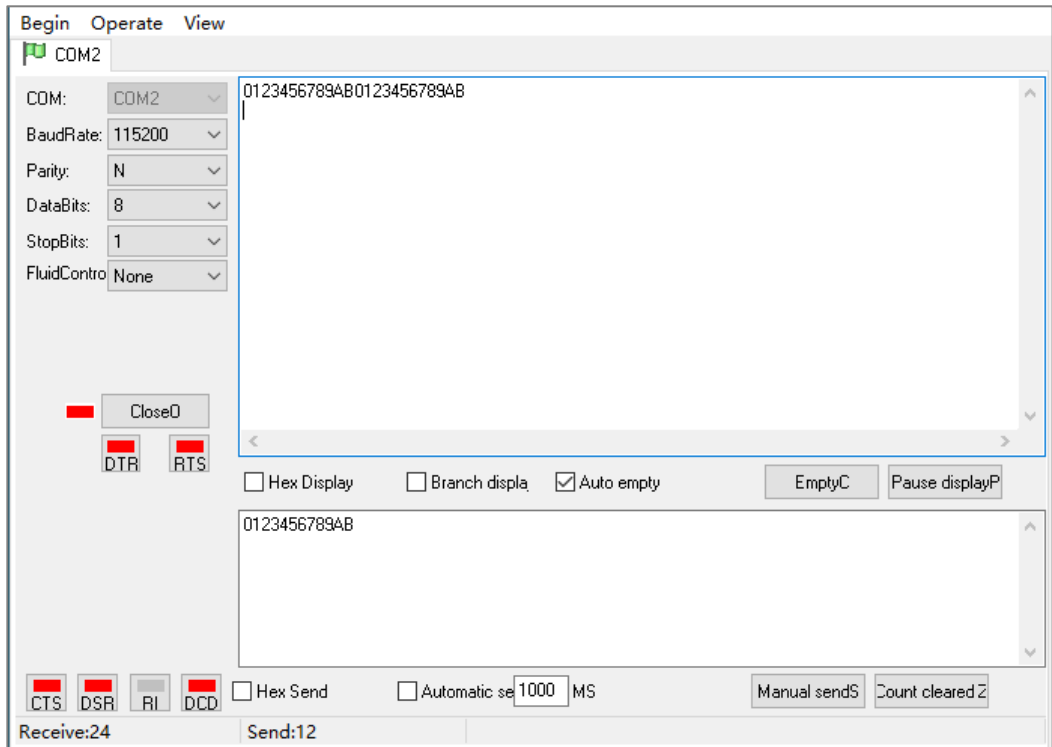 Begin Operate View
COM2
COM: COM2
BaudRate: 115200
Parity: N
DataBits: 8
StopBits: 1
FluidContro None
CloseO
DTR RTS
0123456789AB0123456789AB
Hex Display Branch displa Auto empty EmptyC Pause displayP
0123456789AB
CTS DSR RI DCD Hex Send Automatic se 1000 MS Manual sendS Count cleared Z
Receive:24 Send:12